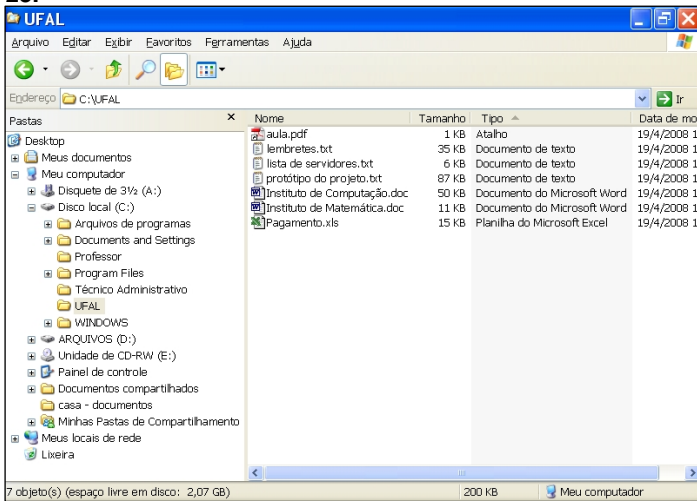 UFAL
Arquivo Editar Exibir Favoritos Ferramentas Ajuda
Endereço C:\UFAL Ir
Pastas x Nome Tamanho Tipo Data de mo
Desktop
Meus documentos
Meu computador
Disquete de 3½ (A:)
Disco local (C:)
Arquivos de programas
Documents and Settings
Professor
Program Files
Técnico Administrativo
UFAL
WINDOWS
ARQUIVOS (D:)
Unidade de CD-RW (E:)
Painel de controle
Documentos compartilhados
casa - documentos
Minhas Pastas de Compartilhamento
Meus locais de rede
Lixeira
aula.pdf 1 KB Atalho 19/4/2008 1
lembretes.txt 35 KB Documento de texto 19/4/2008 1
lista de servidores.txt 6 KB Documento de texto 19/4/2008 1
protótipo do projeto.txt 87 KB Documento de texto 19/4/2008 1
Instituto de Computação.doc 50 KB Documento do Microsoft Word 19/4/2008 1
Instituto de Matemática.doc 11 KB Documento do Microsoft Word 19/4/2008 1
Pagamento.xls 15 KB Planilha do Microsoft Excel 19/4/2008 1
7 objeto(s) (espaço livre em disco: 2,07 GB) 200 KB Meu computador